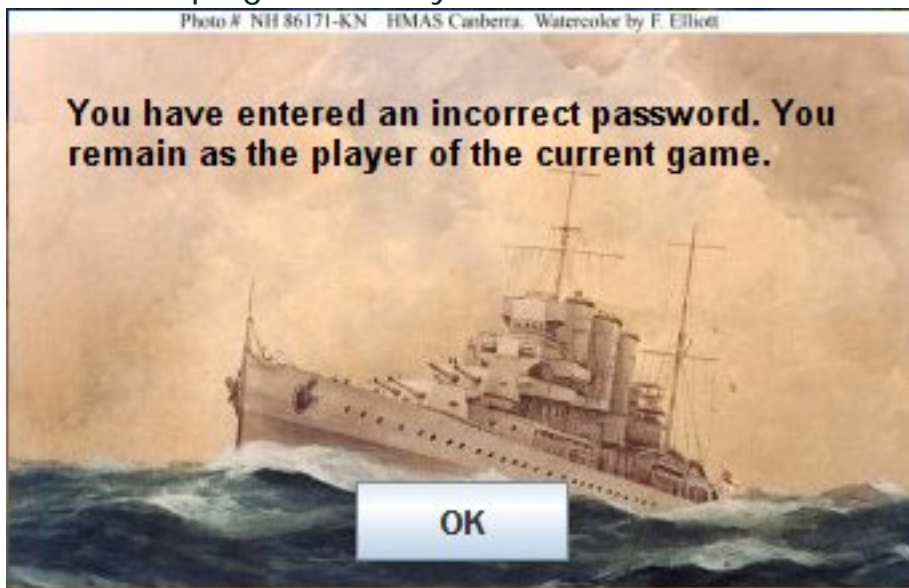 Photo # NH 86171-KN HMAS Canberra. Watercolor by F. Elliott
You have entered an incorrect password. You
remain as the player of the current game.
OK